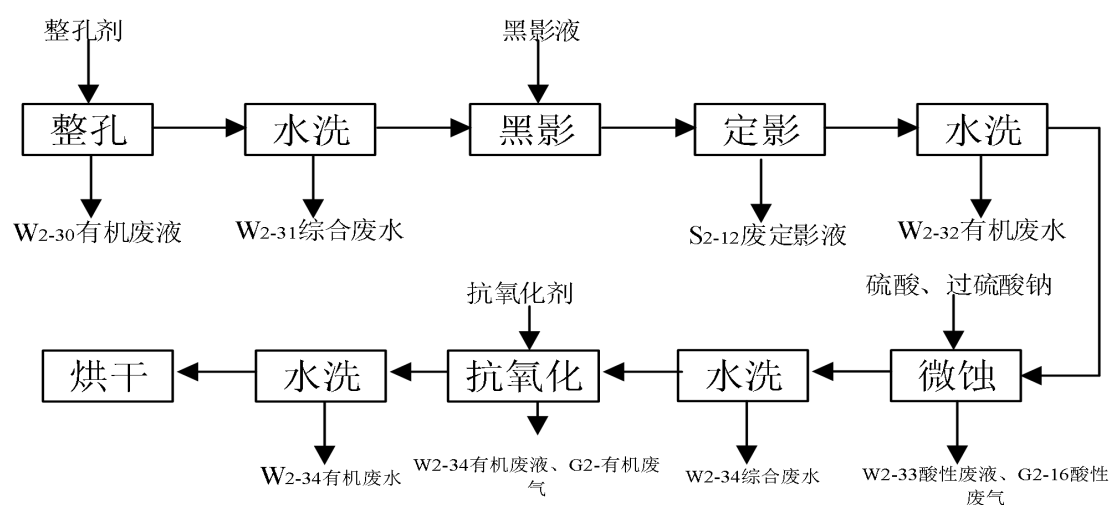 整孔剂
黑影液
整孔
水洗
黑影
定影
水洗
W2-30有机废液
W2-31综合废水
S2-12废定影液
W2-32有机废水
抗氧化剂
硫酸、过硫酸钠
烘干
水洗
抗氧化
水洗
微蚀
W2-34有机废水
W2-34有机废液、G2-有机废
气
W2-34综合废水
W2-33酸性废液、G2-16酸性
废气